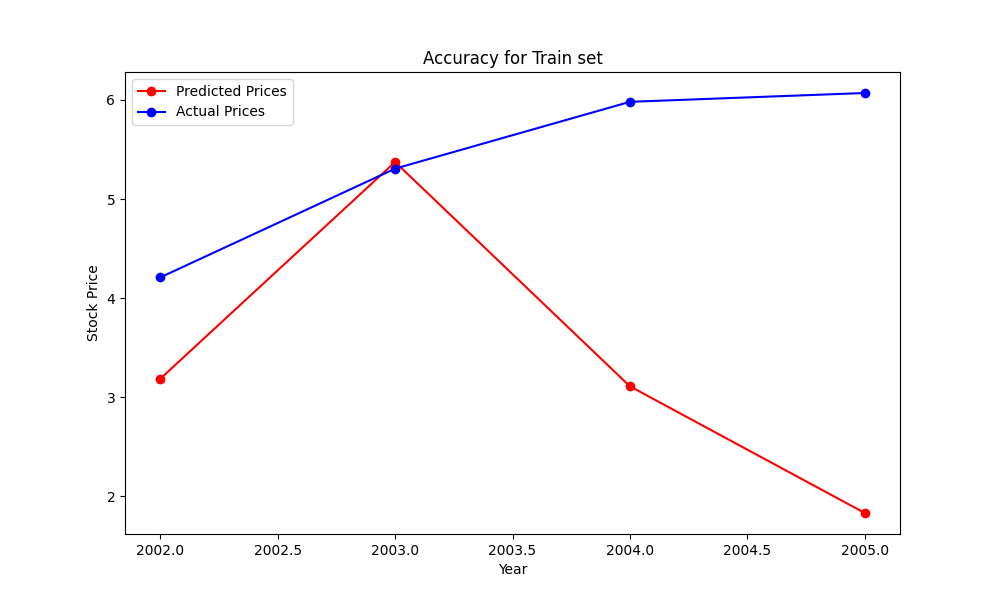 Accuracy for Train set
Predicted Prices
Actual Prices
6
5
4
3
2
Stock Price
2002.0 2002.5 2003.0 2003.5 2004.0 2004.5 2005.0
Year